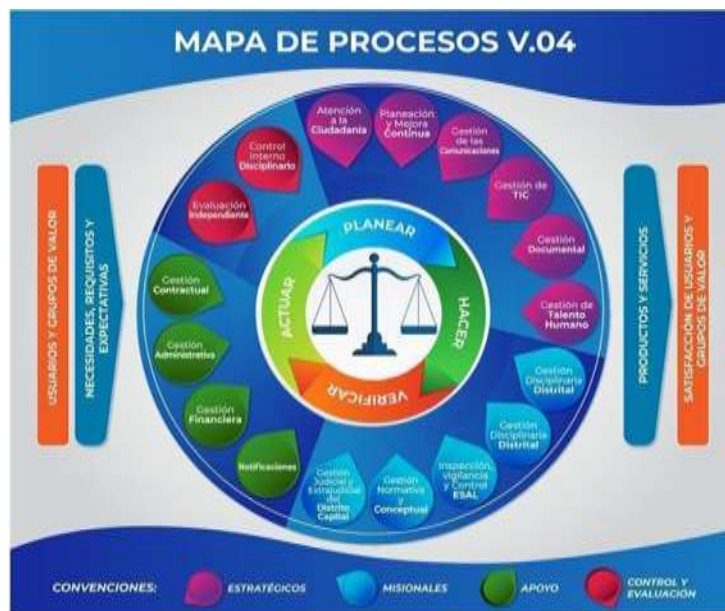 MAPA DE PROCESOS V.04
USUARIOS Y GRUPOS DE VALOR
NECESIDADES, REQUISITOS Y
EXPECTATIVAS
Control
Interno
Disciplinario
Evaluación
Independiente
Gestión
Contractual
Gestión
Administrativa
Gestión
Financiera
Notificaciones
Atención
a la
Ciudadanía
Planeación
y Mejora
Continua
Gestión
de las
Comunicaciones
Gestión de
TIC
Gestión
Documental
Gestión de
Talento
Humano
Gestión
Disciplinaria
Distrital
Gestión
Disciplinaria
Distrital
Inspección,
vigilancia
y Control
ESAL
Gestión
Normativa y
Conceptual
Gestión
Judicial y
Extrajudicial
del
Distrito
Capital
PLANEAR
HACER
VERIFICAR
ACTUAR
PRODUCTOS Y SERVICIOS
SATISFACCIÓN DE USUARIOS Y
GRUPOS DE VALOR
CONVENCIONES:
ESTRATÉGICOS
MISIONALES
APOYO
CONTROL Y
EVALUACIÓN